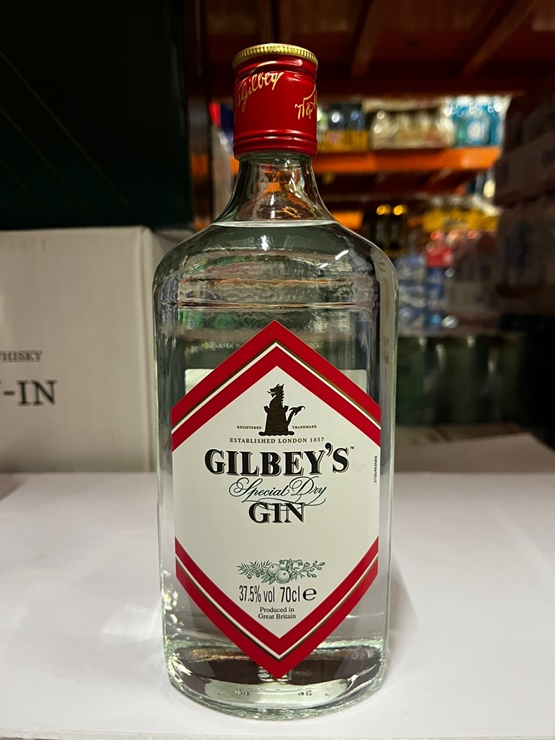 Gilbey
WHISKY
-IN
REGISTERED TRADEMARK
ESTABLISHED LONDON 1857
GILBEY'S™
Special Dry
GIN
37.5% vol 70cl ℮
Produced in
Great Britain